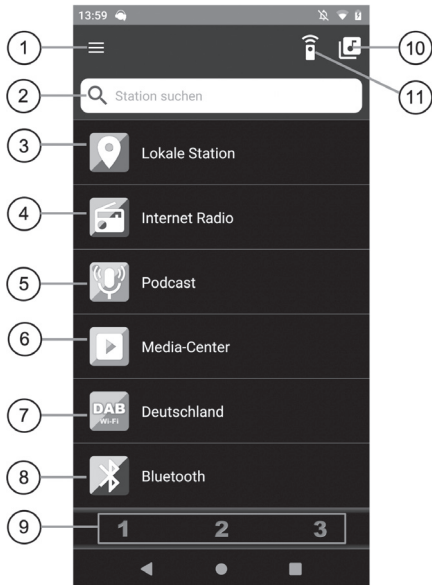 13:59
1
10
2
Station suchen
11
3
Lokale Station
4
Internet Radio
5
Podcast
6
Media-Center
7
DAB
Wi-Fi
Deutschland
8
Bluetooth
9
1 2 3